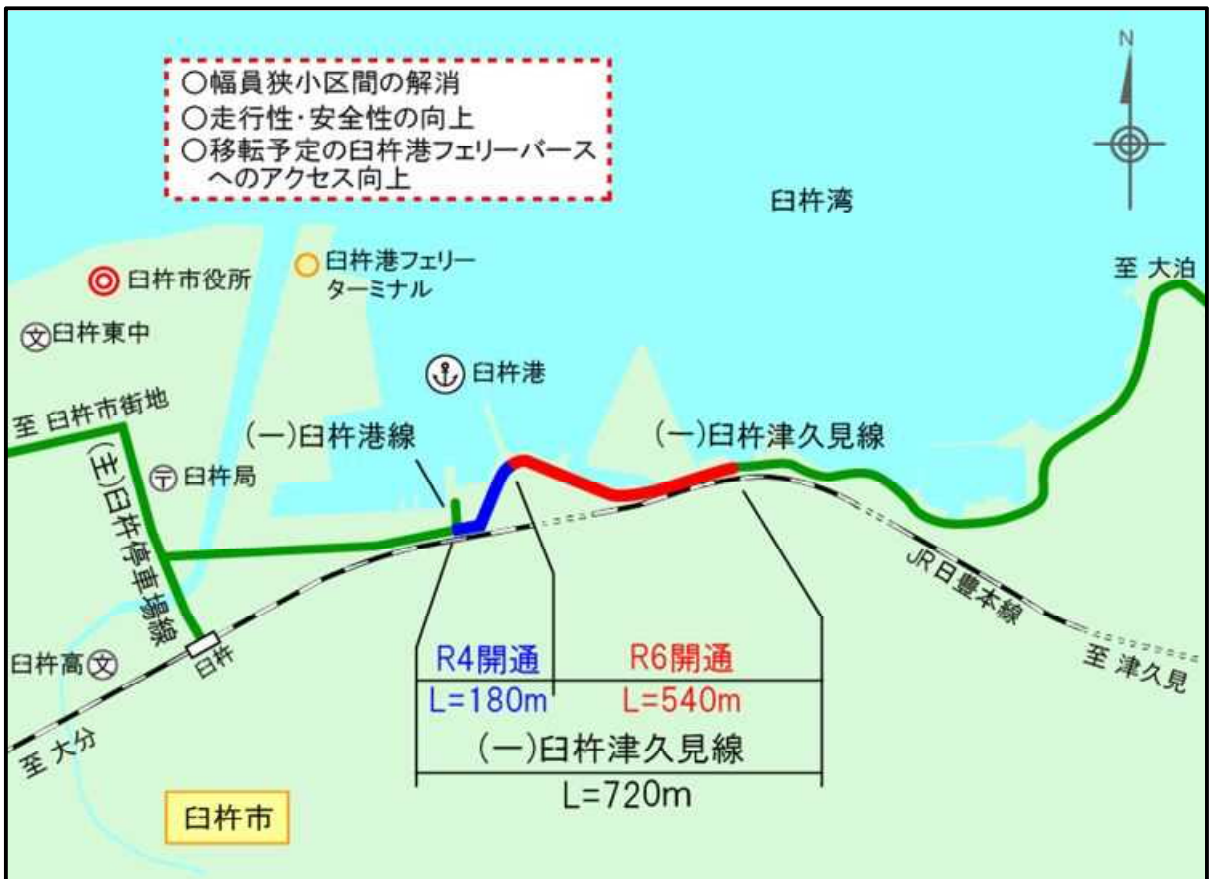 ○幅員狭小区間の解消
○走行性・安全性の向上
○移転予定の臼杵港フェリーバース
へのアクセス向上
N
臼杵湾
臼杵市役所
臼杵港フェリー
ターミナル
至 大泊
文
臼杵東中
臼杵港
至 臼杵市街地
(一)臼杵港線
(一)臼杵津久見線
(主)臼杵停車場線
〒
臼杵局
JR日豊本線
臼杵高
文
臼杵
至 津久見
R4開通
R6開通
L=180m
L=540m
至 大分
(一)臼杵津久見線
L=720m
臼杵市